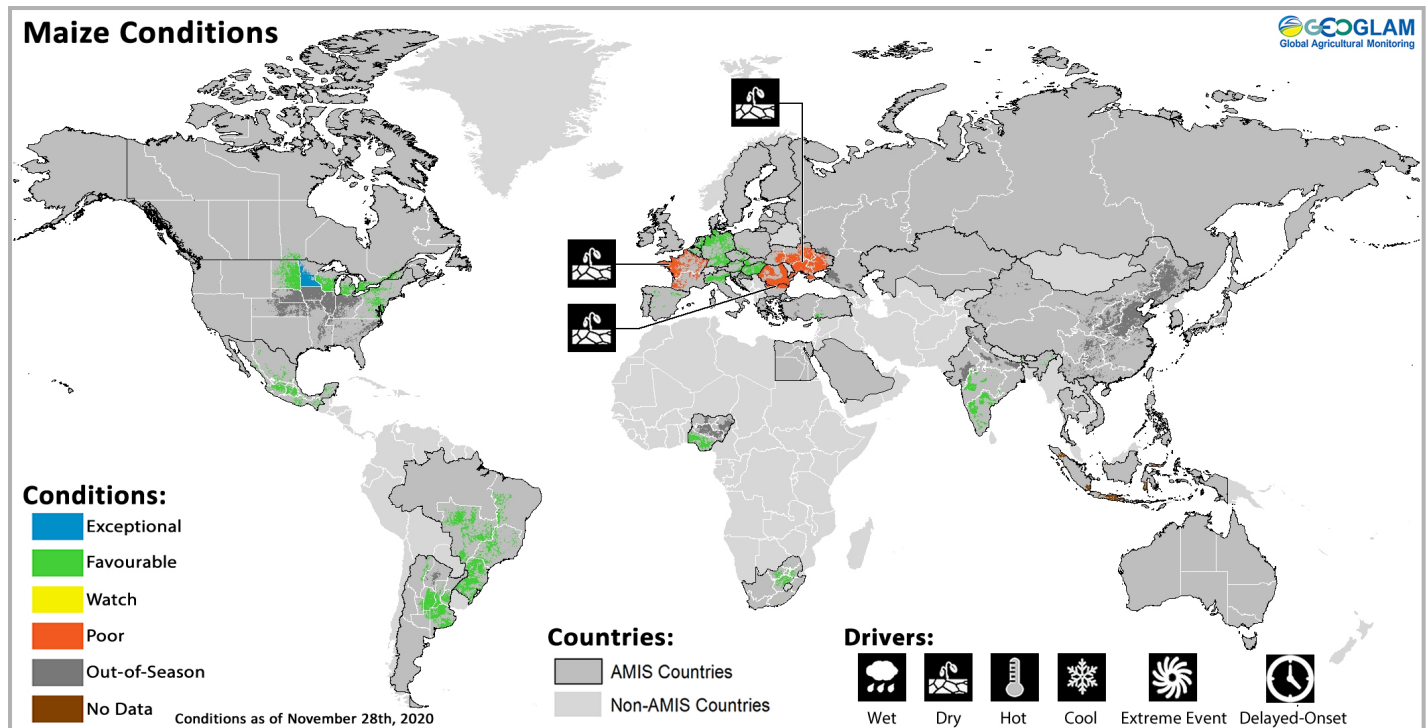 Maize Conditions
GEOGLAM
Global Agricultural Monitoring
Conditions:
Exceptional
Favourable
Watch
Poor
Out-of-Season
No Data
Conditions as of November 28th, 2020
Countries:
AMIS Countries
Non-AMIS Countries
Drivers:
Wet
Dry
Hot
Cool
Extreme Event
Delayed-Onset